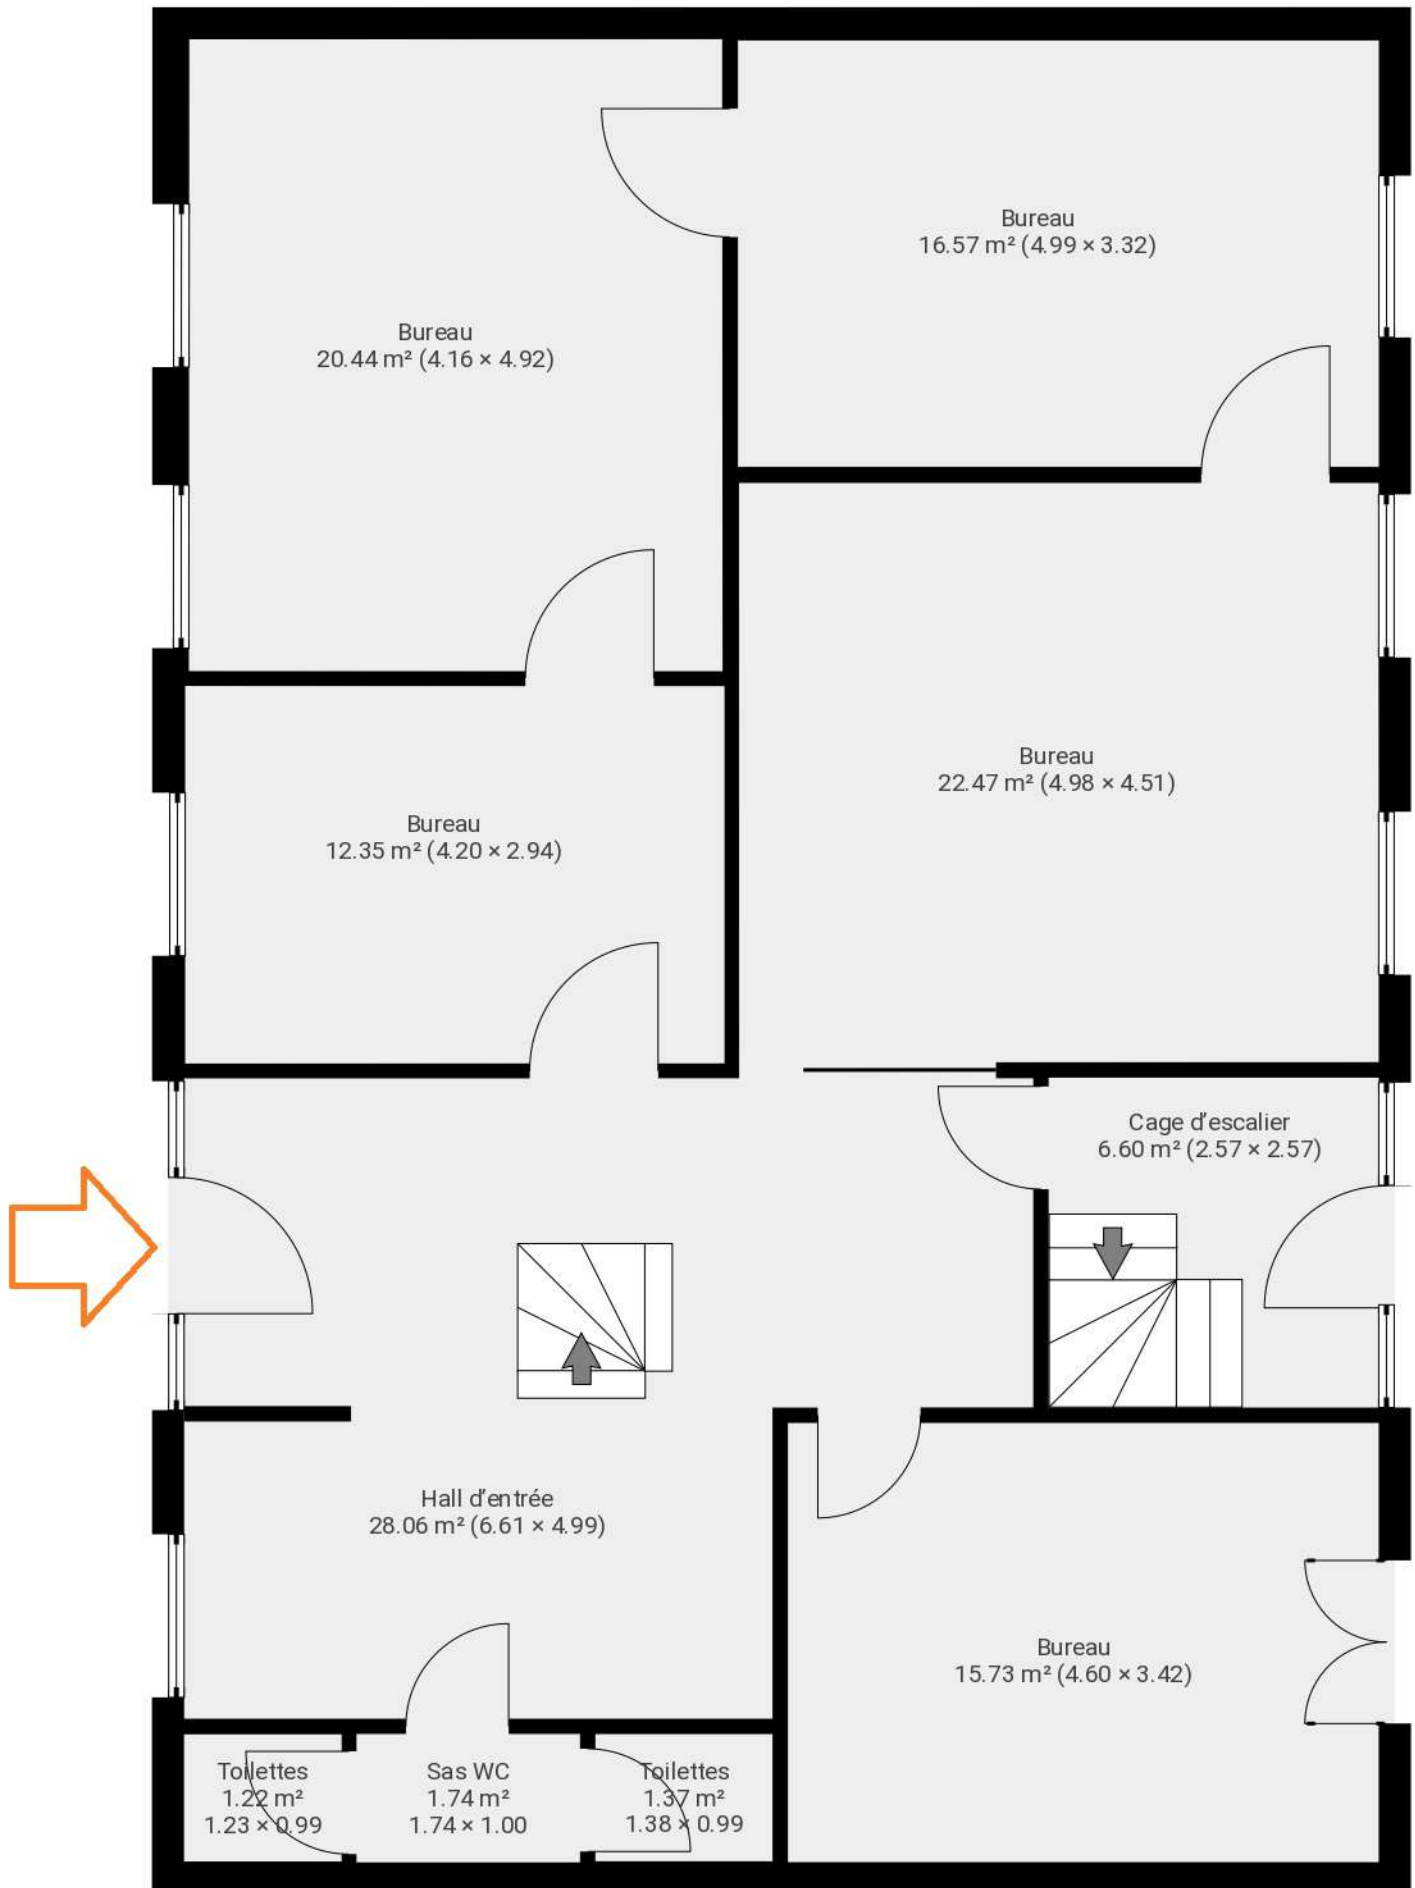 Bureau
16.57 m² (4.99 × 3.32)
Bureau
20.44 m² (4.16 × 4.92)
Bureau
22.47 m² (4.98 × 4.51)
Bureau
12.35 m² (4.20 × 2.94)
Cage d'escalier
6.60 m² (2.57 × 2.57)
Hall d'entrée
28.06 m² (6.61 × 4.99)
Bureau
15.73 m² (4.60 × 3.42)
Toilettes
1.22 m²
1.23 × 0.99
Sas WC
1.74 m²
1.74 × 1.00
Toilettes
1.37 m²
1.38 × 0.99